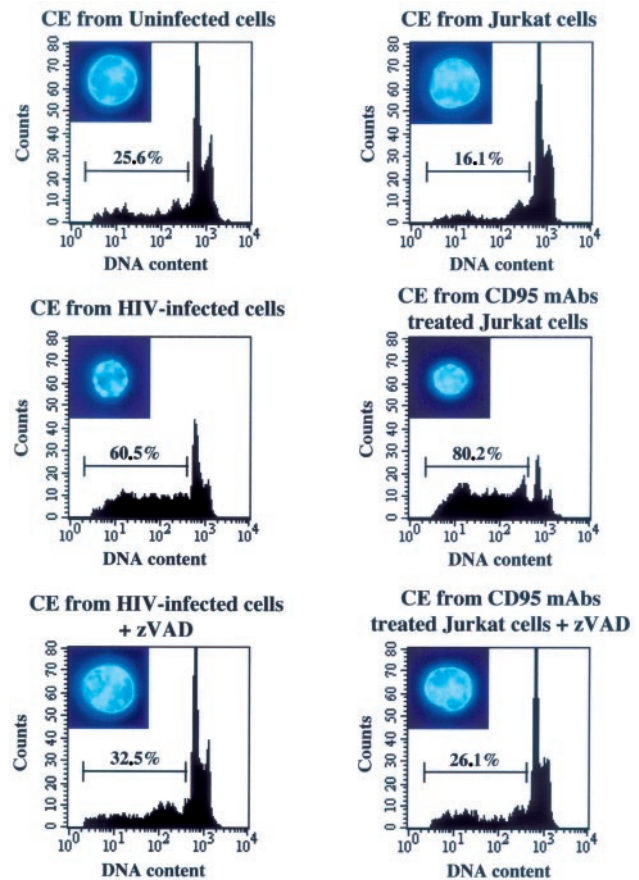 CE from Uninfected cells
Counts
0 10 20 30 40 50 60 70 80
25.6%
10^0 10^1 10^2 10^3 10^4
DNA content
CE from Jurkat cells
Counts
0 10 20 30 40 50 60 70 80
16.1%
10^0 10^1 10^2 10^3 10^4
DNA content
CE from HIV-infected cells
Counts
0 10 20 30 40 50 60 70 80
60.5%
10^0 10^1 10^2 10^3 10^4
DNA content
CE from CD95 mAbs
treated Jurkat cells
Counts
0 10 20 30 40 50 60 70 80
80.2%
10^0 10^1 10^2 10^3 10^4
DNA content
CE from HIV-infected cells
+ zVAD
Counts
0 10 20 30 40 50 60 70 80
32.5%
10^0 10^1 10^2 10^3 10^4
DNA content
CE from CD95 mAbs
treated Jurkat cells + zVAD
Counts
0 10 20 30 40 50 60 70 80
26.1%
10^0 10^1 10^2 10^3 10^4
DNA content